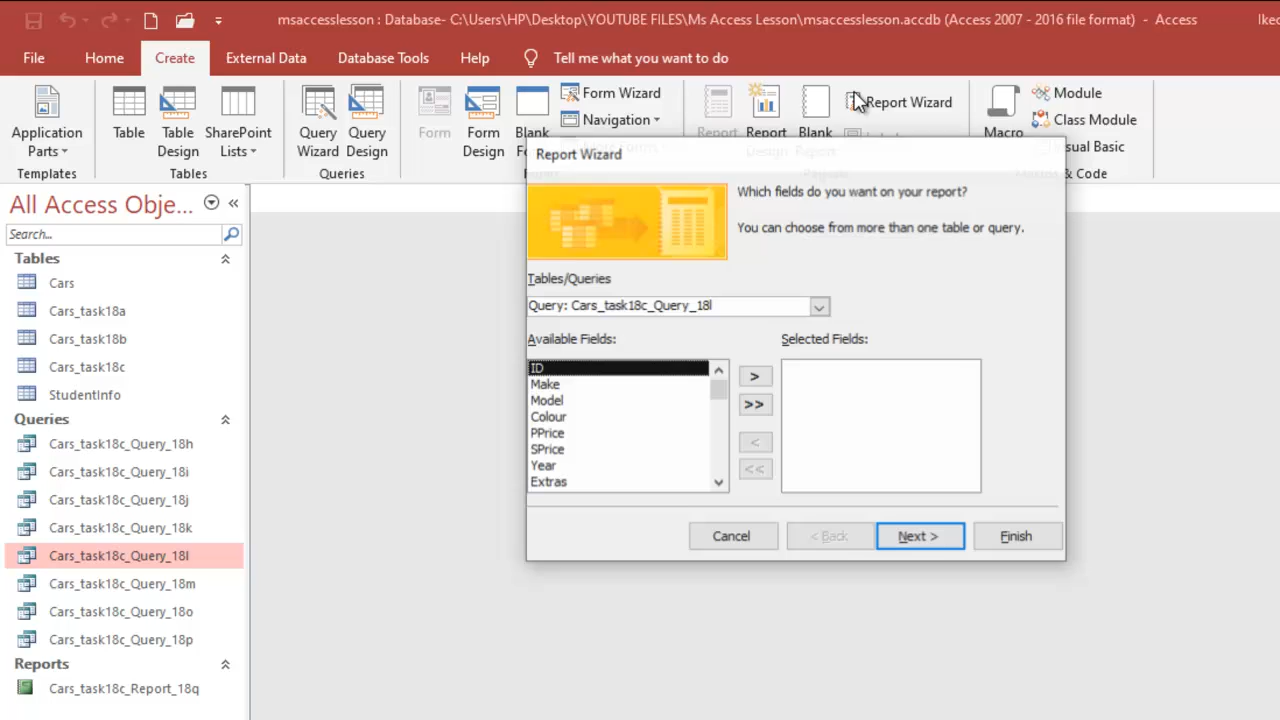 msaccesslesson : Database- C:\Users\HP\Desktop\YOUTUBE FILES\Ms Access Lesson\msaccesslesson.accdb (Access 2007 - 2016 file format) - Access
File Home Create External Data Database Tools Help Tell me what you want to do
Application Parts
Table
Table Design
SharePoint Lists
Query Wizard
Query Design
Form
Form Design
Blank
Form Wizard
Navigation
Report
Report
Blank
Report Wizard
Macro
Module
Class Module
Visual Basic
Templates
Tables
Queries
& Code
All Access Obje...
Search...
Tables
Cars
Cars_task18a
Cars_task18b
Cars_task18c
StudentInfo
Queries
Cars_task18c_Query_18h
Cars_task18c_Query_18i
Cars_task18c_Query_18j
Cars_task18c_Query_18k
Cars_task18c_Query_18l
Cars_task18c_Query_18m
Cars_task18c_Query_18o
Cars_task18c_Query_18p
Reports
Cars_task18c_Report_18q
Report Wizard
Which fields do you want on your report?
You can choose from more than one table or query.
Tables/Queries
Query: Cars_task18c_Query_18l
Available Fields:
ID
Make
Model
Colour
PPrice
SPrice
Year
Extras
>
>>
<
<<
Selected Fields:
Cancel
< Back
Next >
Finish